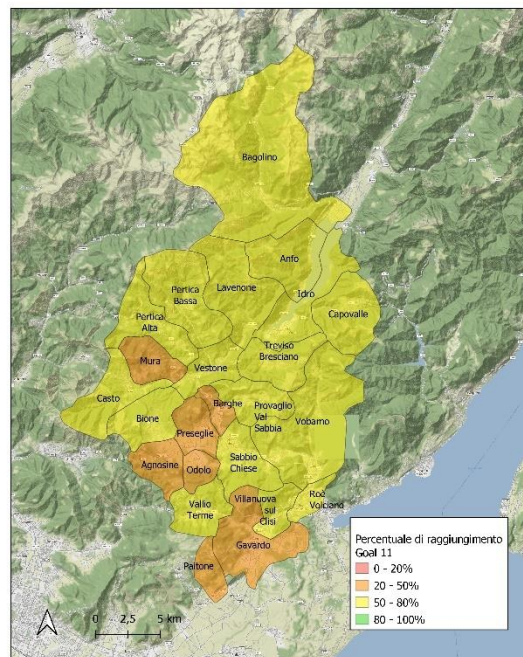 Bagolino
Anfo
Pertica
Bassa
Lavenone
Idro
Capovalle
Pertica
Alta
Treviso
Bresciano
Mura
Vestone
Casto
Bione
Barghe
Provaglio
Val
Sabbia
Vobarno
Preseglie
Sabbio
Chiese
Agnosine
Odolo
Vallio
Terme
Villanuova
sul
Clisi
Roè
Volciano
Gavardo
Paitone
0 2,5 5 km
Percentuale di raggiungimento
Goal 11
0 - 20%
20 - 50%
50 - 80%
80 - 100%